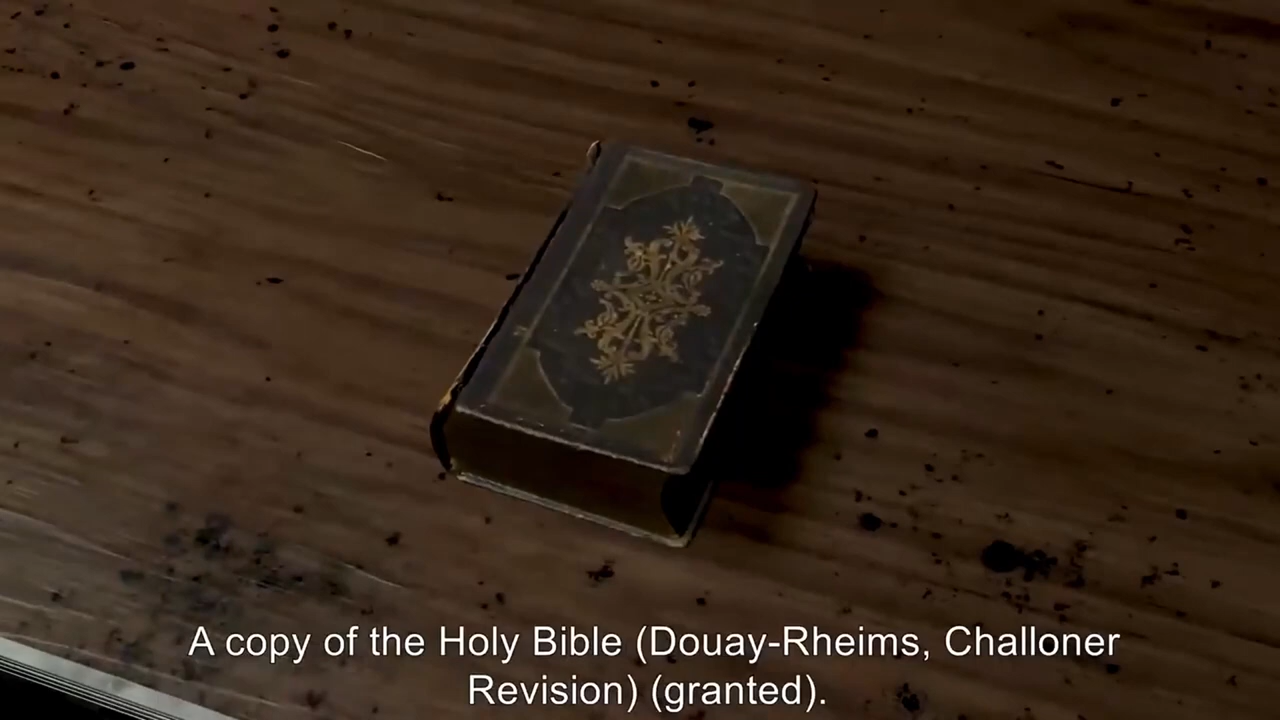 A copy of the Holy Bible (Douay-Rheims, Challoner
Revision) (granted).